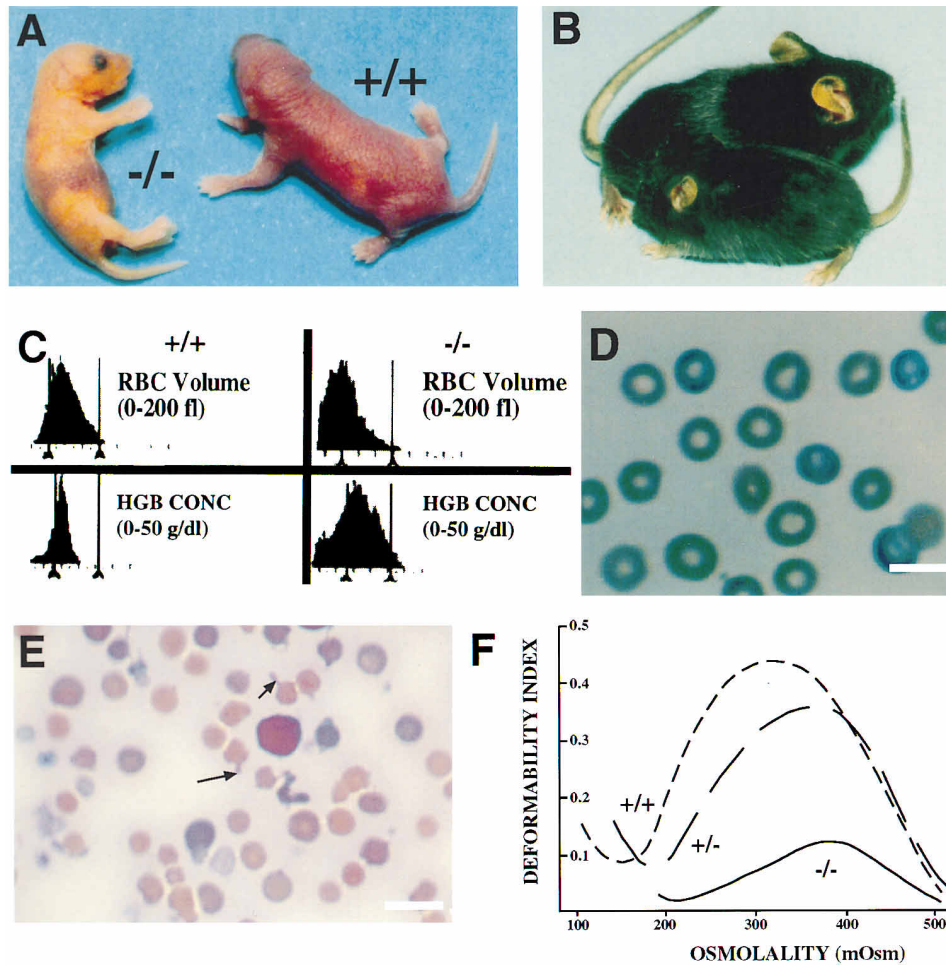 A
-/-
+/+
B
C
+/+
RBC Volume
(0-200 fl)
HGB CONC
(0-50 g/dl)
-/-
RBC Volume
(0-200 fl)
HGB CONC
(0-50 g/dl)
D
E
F
DEFORMABILITY INDEX
0.5
0.4
0.3
0.2
0.1
+/+
+/-
-/-
100
200
300
400
500
OSMOLALITY (mOsm)